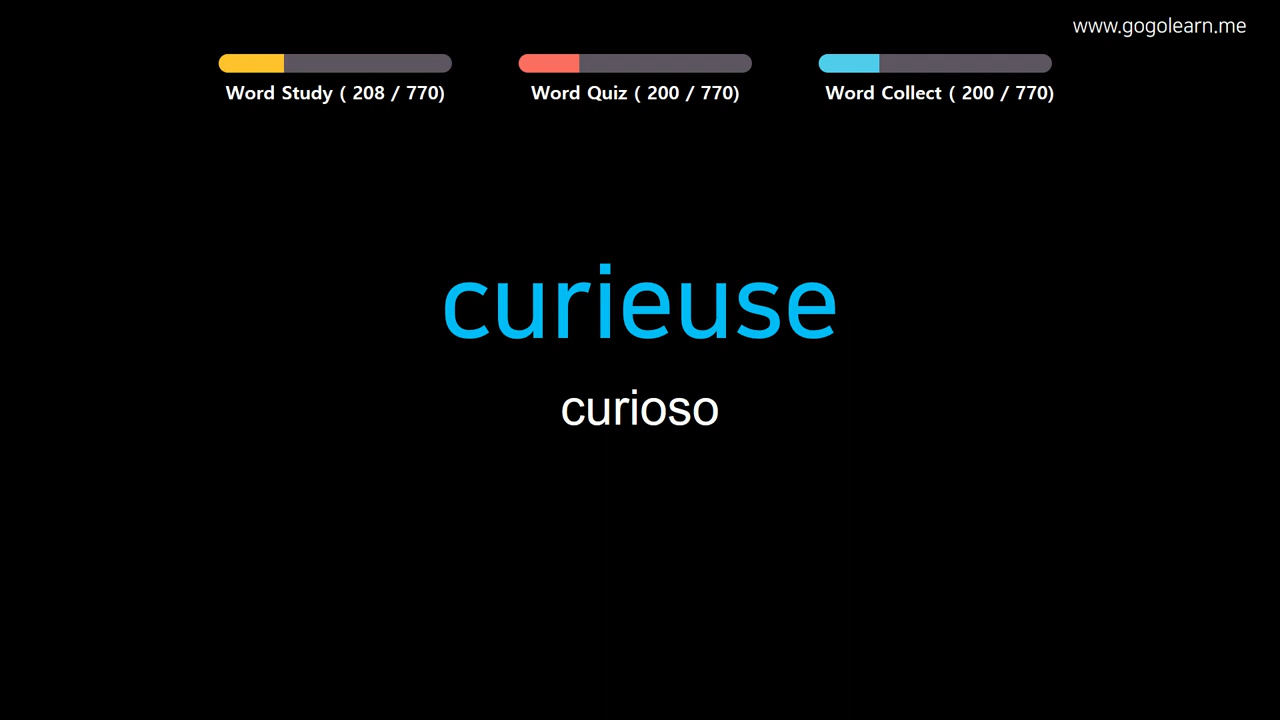 www.gogolearn.me
Word Study ( 208 / 770)
Word Quiz ( 200 / 770)
Word Collect ( 200 / 770)
curieuse
curioso